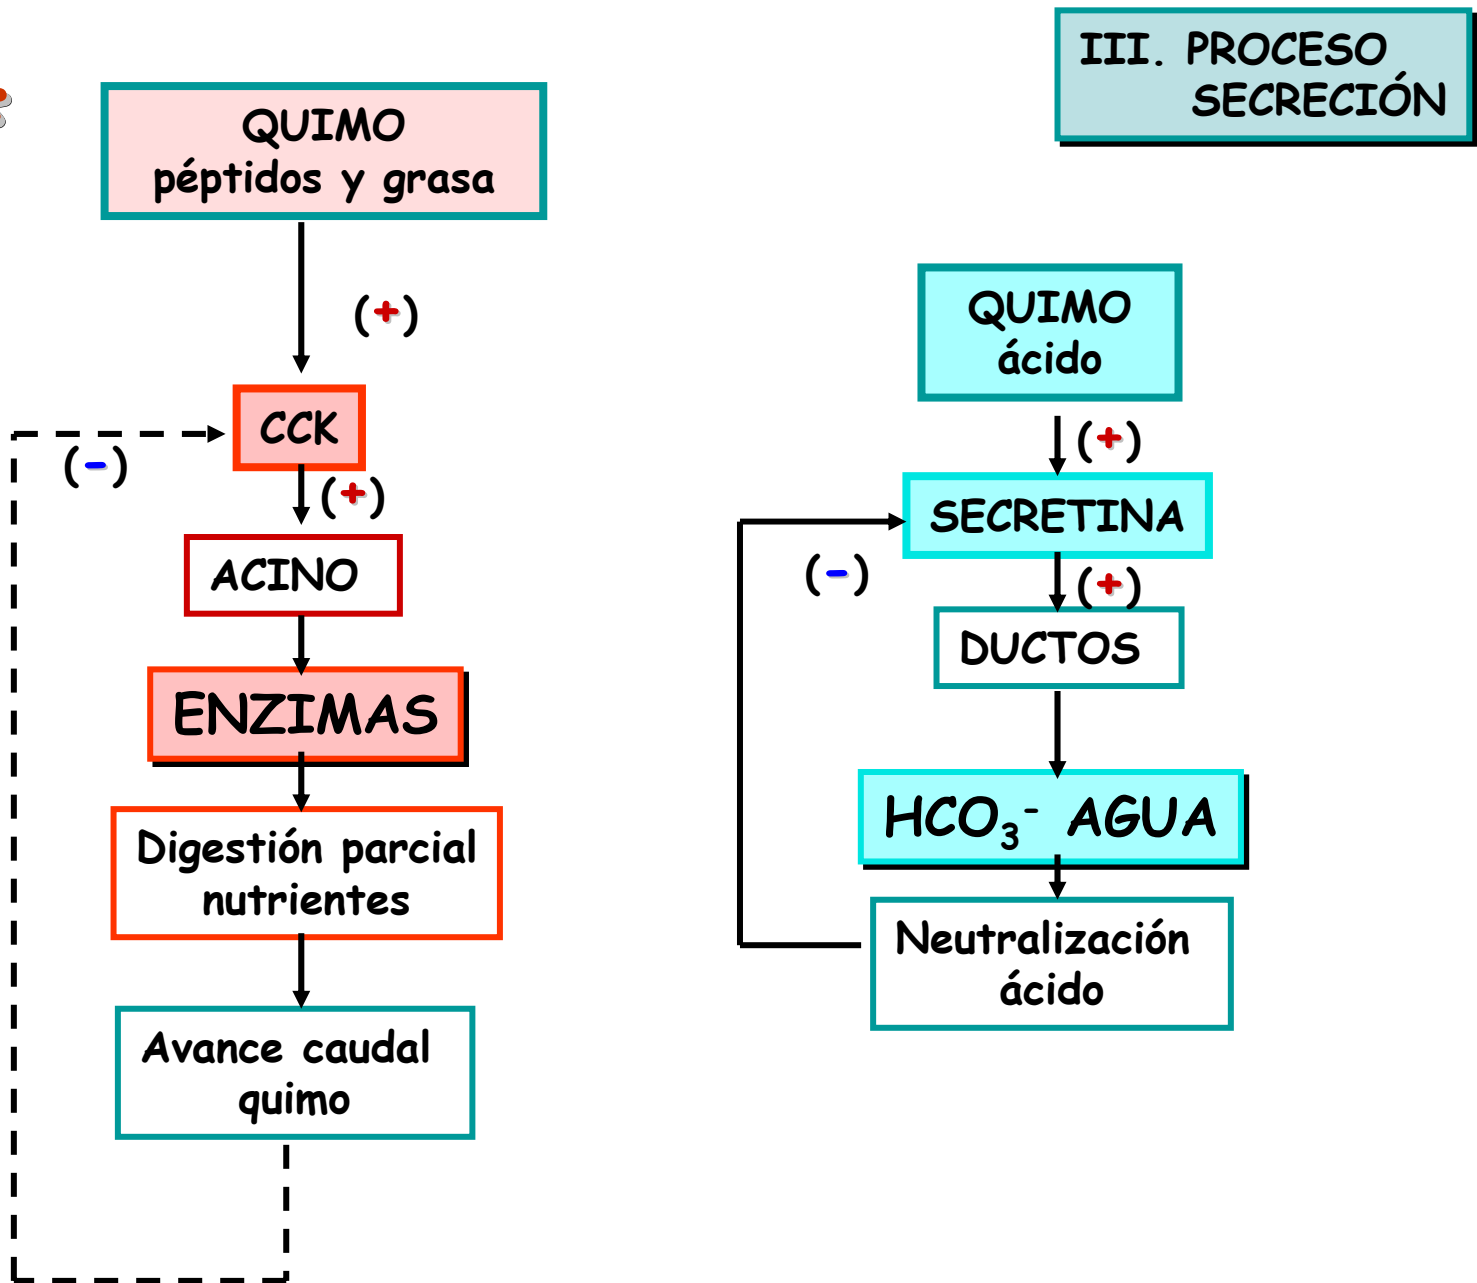 III. PROCESO
SECRECIÓN
QUIMO
péptidos y grasa
(+)
CCK
(-)
(+)
ACINO
ENZIMAS
Digestión parcial
nutrientes
Avance caudal
quimo
QUIMO
ácido
(+)
SECRETINA
(-)
(+)
DUCTOS
HCO₃⁻ AGUA
Neutralización
ácido